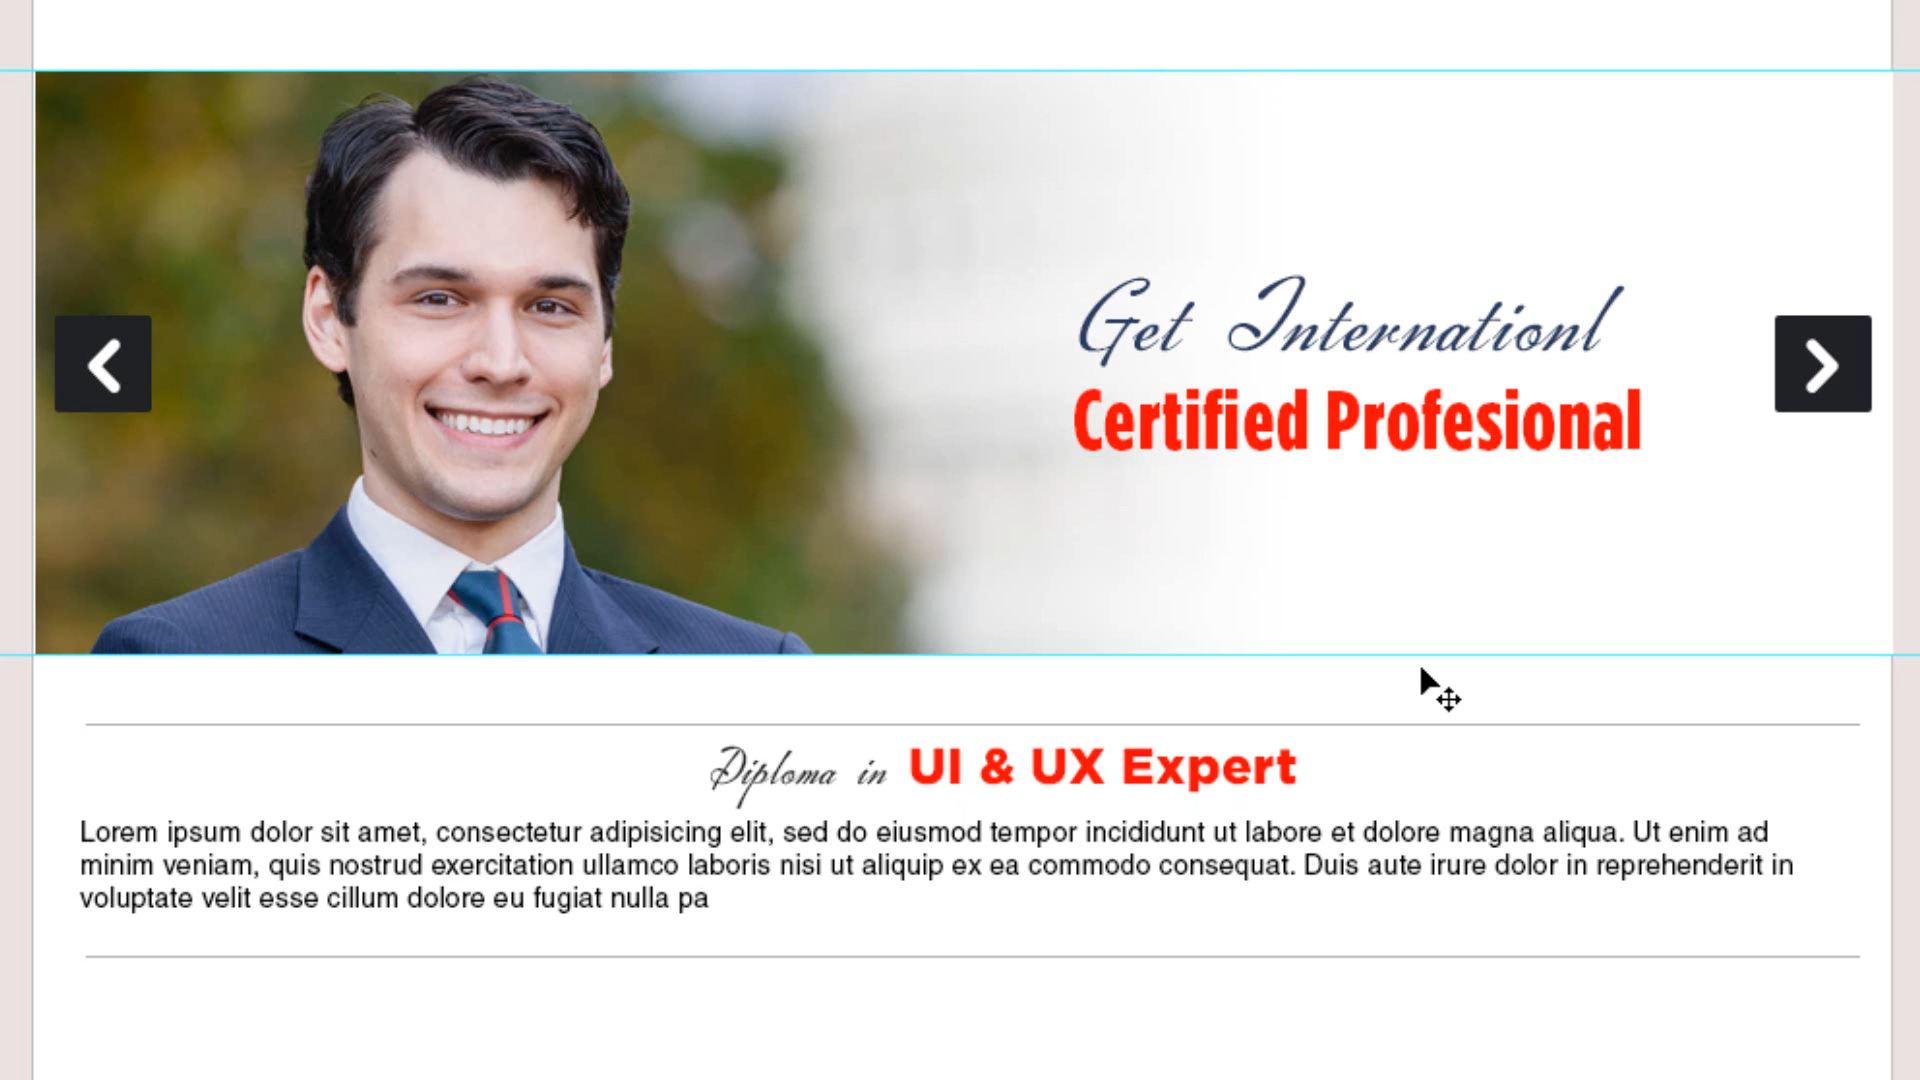 Get Internationl
Certified Profesional
Diploma in UI & UX Expert
Lorem ipsum dolor sit amet, consectetur adipisicing elit, sed do eiusmod tempor incididunt ut labore et dolore magna aliqua. Ut enim ad
minim veniam, quis nostrud exercitation ullamco laboris nisi ut aliquip ex ea commodo consequat. Duis aute irure dolor in reprehenderit in
voluptate velit esse cillum dolore eu fugiat nulla pa